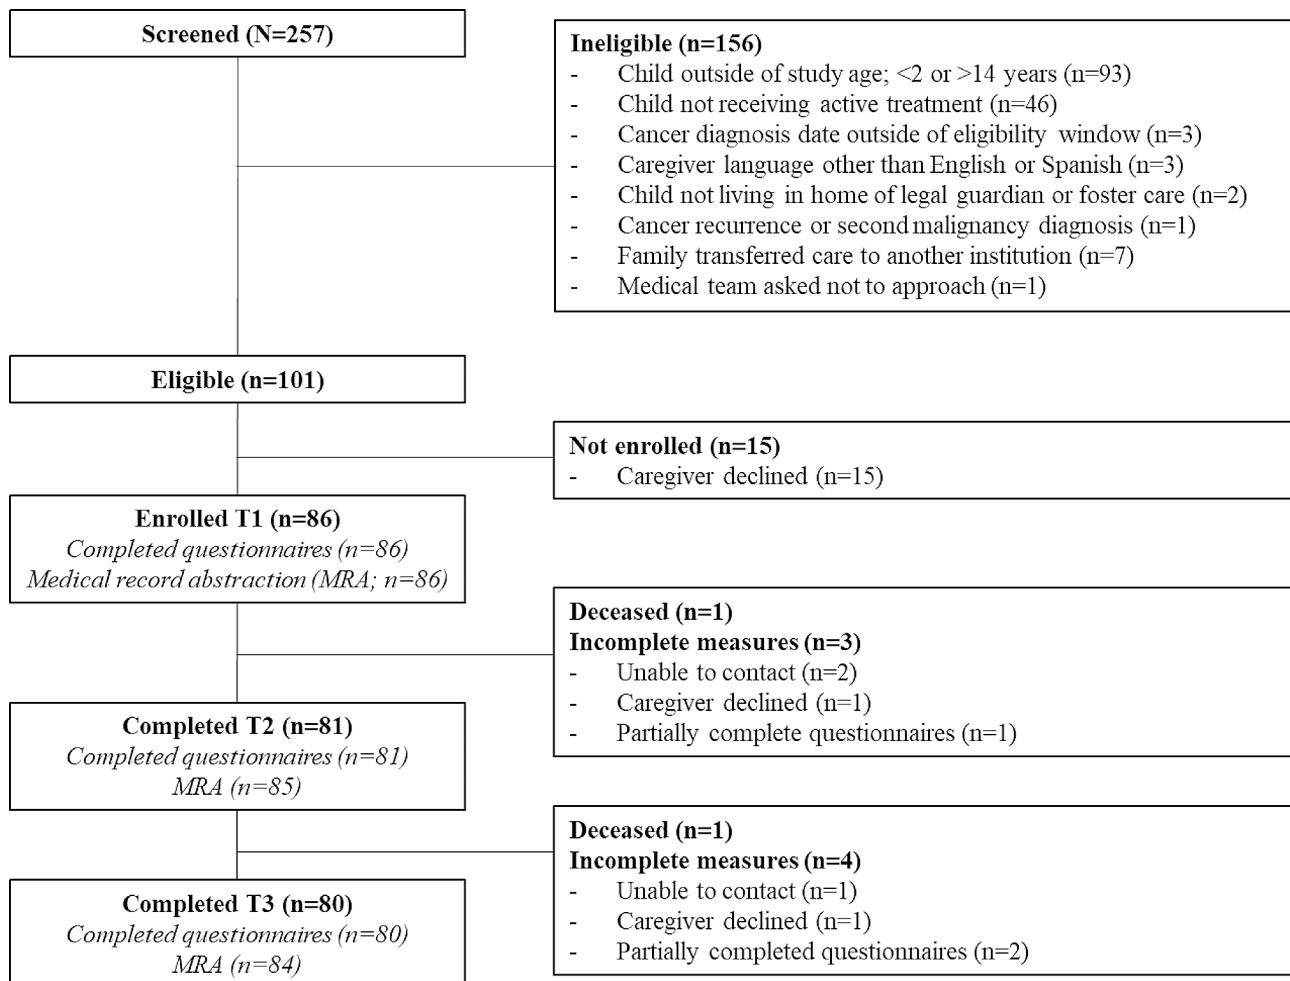 Screened (N=257)
Ineligible (n=156)
- Child outside of study age; <2 or >14 years (n=93)
- Child not receiving active treatment (n=46)
- Cancer diagnosis date outside of eligibility window (n=3)
- Caregiver language other than English or Spanish (n=3)
- Child not living in home of legal guardian or foster care (n=2)
- Cancer recurrence or second malignancy diagnosis (n=1)
- Family transferred care to another institution (n=7)
- Medical team asked not to approach (n=1)
Eligible (n=101)
Not enrolled (n=15)
- Caregiver declined (n=15)
Enrolled T1 (n=86)
Completed questionnaires (n=86)
Medical record abstraction (MRA; n=86)
Deceased (n=1)
Incomplete measures (n=3)
- Unable to contact (n=2)
- Caregiver declined (n=1)
- Partially complete questionnaires (n=1)
Completed T2 (n=81)
Completed questionnaires (n=81)
MRA (n=85)
Deceased (n=1)
Incomplete measures (n=4)
- Unable to contact (n=1)
- Caregiver declined (n=1)
- Partially completed questionnaires (n=2)
Completed T3 (n=80)
Completed questionnaires (n=80)
MRA (n=84)